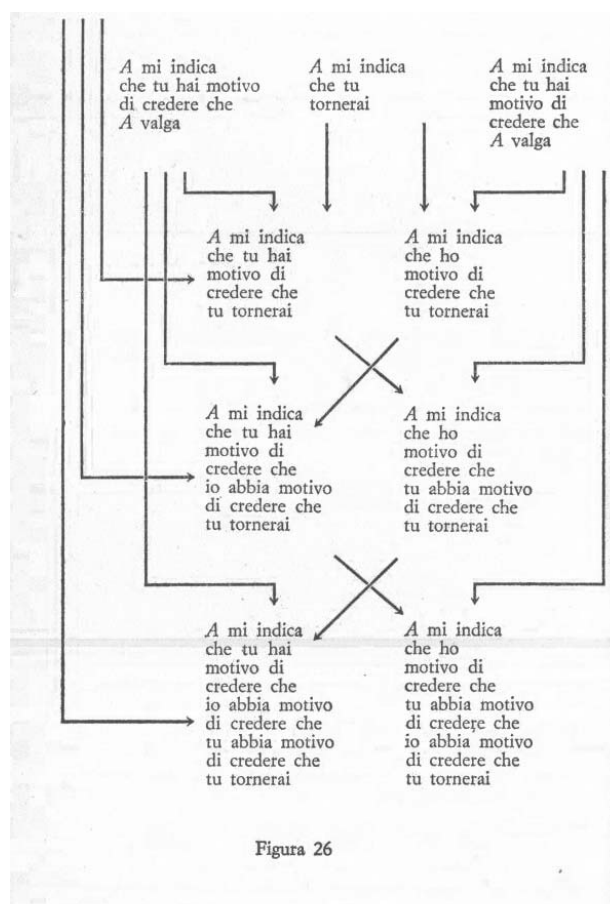 A mi indica
che tu hai motivo
di credere che
A valga
A mi indica
che tu
tornerai
A mi indica
che tu hai
motivo di
credere che
A valga
A mi indica
che tu hai
motivo di
credere che
tu tornerai
A mi indica
che ho
motivo di
credere che
tu tornerai
A mi indica
che tu hai
motivo di
credere che
io abbia motivo
di credere che
tu tornerai
A mi indica
che ho
motivo di
credere che
tu abbia motivo
di credere che
tu tornerai
A mi indica
che tu hai
motivo di
credere che
io abbia motivo
di credere che
tu abbia motivo
di credere che
tu tornerai
A mi indica
che ho
motivo di
credere che
tu abbia motivo
di credere che
io abbia motivo
di credere che
tu tornerai
Figura 26